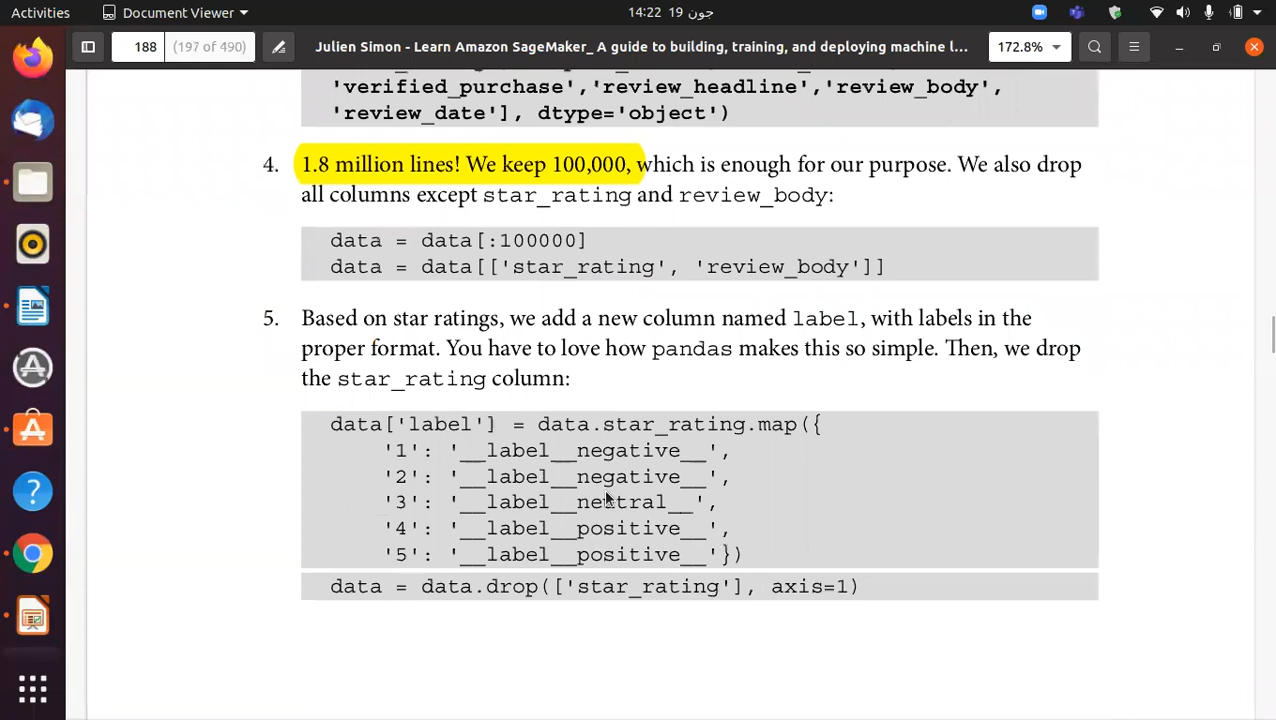 Activities
Document Viewer
14:22 19 جون
188
(197 of 490)
Julien Simon - Learn Amazon SageMaker_ A guide to building, training, and deploying machine l...
172.8%
'verified_purchase','review_headline','review_body',
'review_date'], dtype='object')
4. 1.8 million lines! We keep 100,000, which is enough for our purpose. We also drop
all columns except star_rating and review_body:
data = data[:100000]
data = data[['star_rating', 'review_body']]
5. Based on star ratings, we add a new column named label, with labels in the
proper format. You have to love how pandas makes this so simple. Then, we drop
the star_rating column:
data['label'] = data.star_rating.map({
'1': '__label__negative__',
'2': '__label__negative__',
'3': '__label__neutral__',
'4': '__label__positive__',
'5': '__label__positive__'})
data = data.drop(['star_rating'], axis=1)